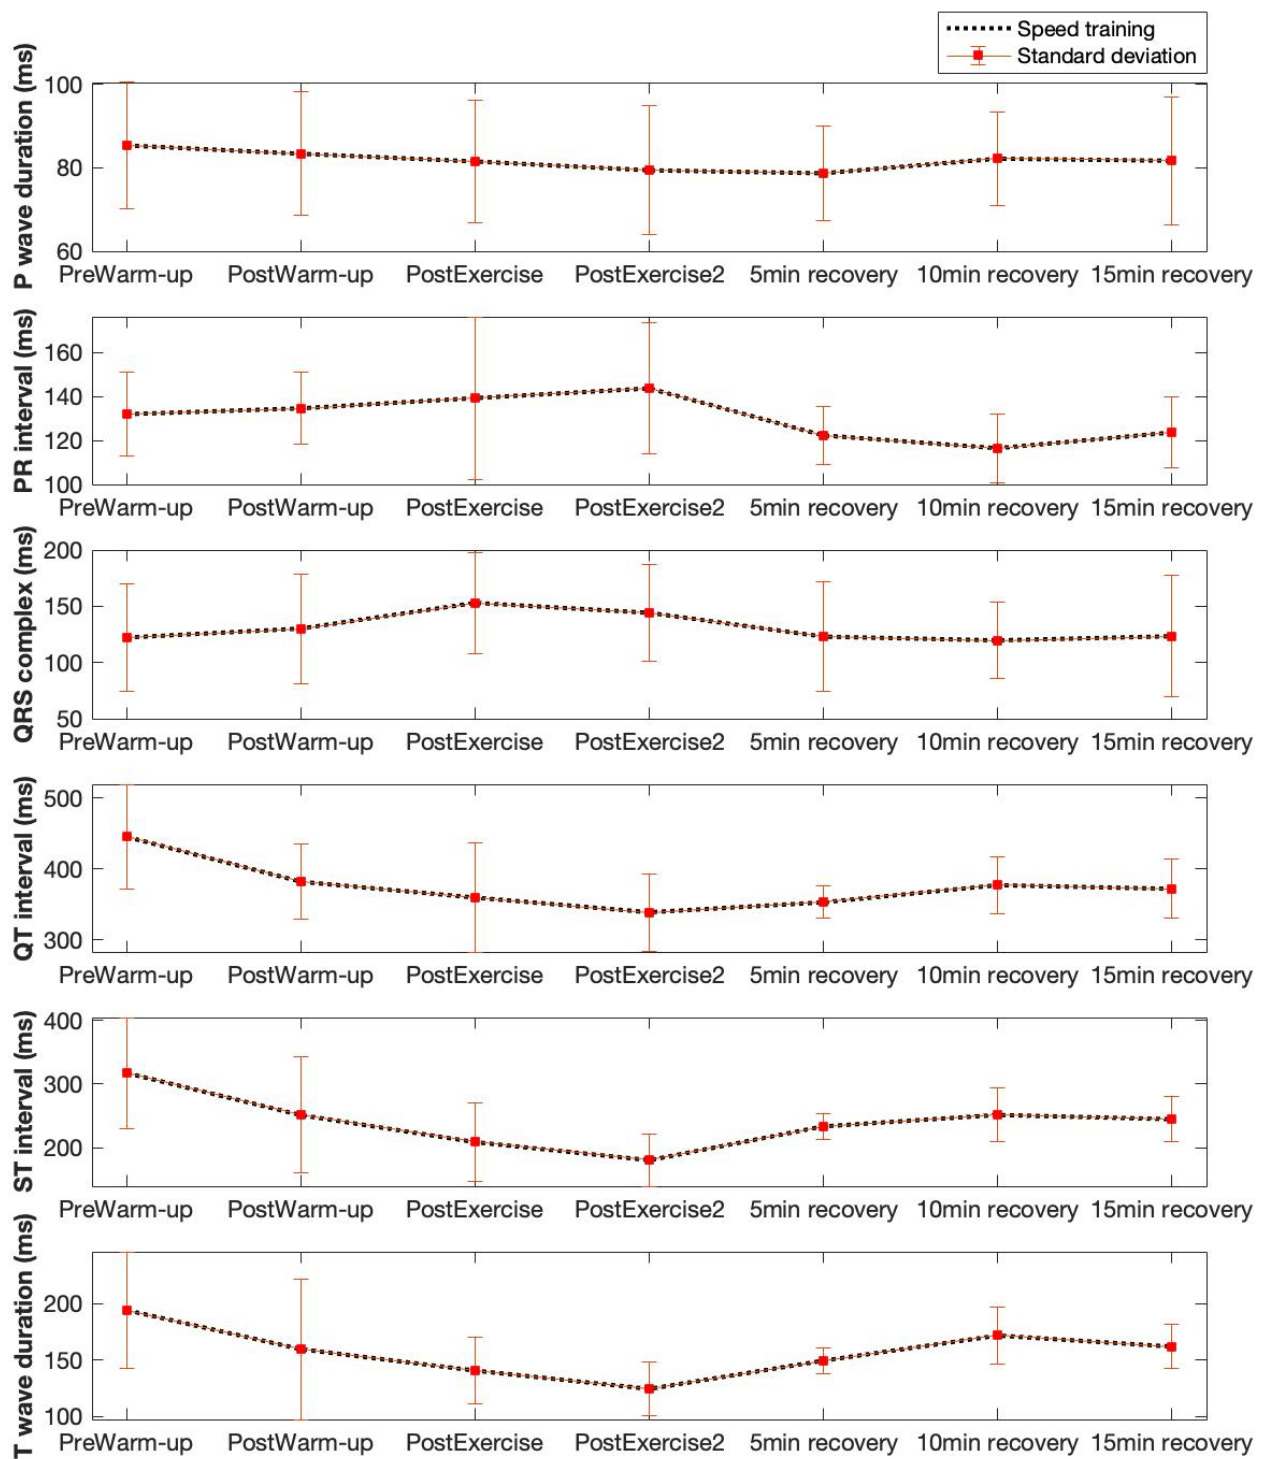 Speed training
Standard deviation
P wave duration (ms)
100
80
60
PreWarm-up PostWarm-up PostExercise PostExercise2 5min recovery 10min recovery 15min recovery
PR interval (ms)
160
140
120
100
PreWarm-up PostWarm-up PostExercise PostExercise2 5min recovery 10min recovery 15min recovery
QRS complex (ms)
200
150
100
50
PreWarm-up PostWarm-up PostExercise PostExercise2 5min recovery 10min recovery 15min recovery
QT interval (ms)
500
400
300
PreWarm-up PostWarm-up PostExercise PostExercise2 5min recovery 10min recovery 15min recovery
ST interval (ms)
400
300
200
PreWarm-up PostWarm-up PostExercise PostExercise2 5min recovery 10min recovery 15min recovery
T wave duration (ms)
200
150
100
PreWarm-up PostWarm-up PostExercise PostExercise2 5min recovery 10min recovery 15min recovery